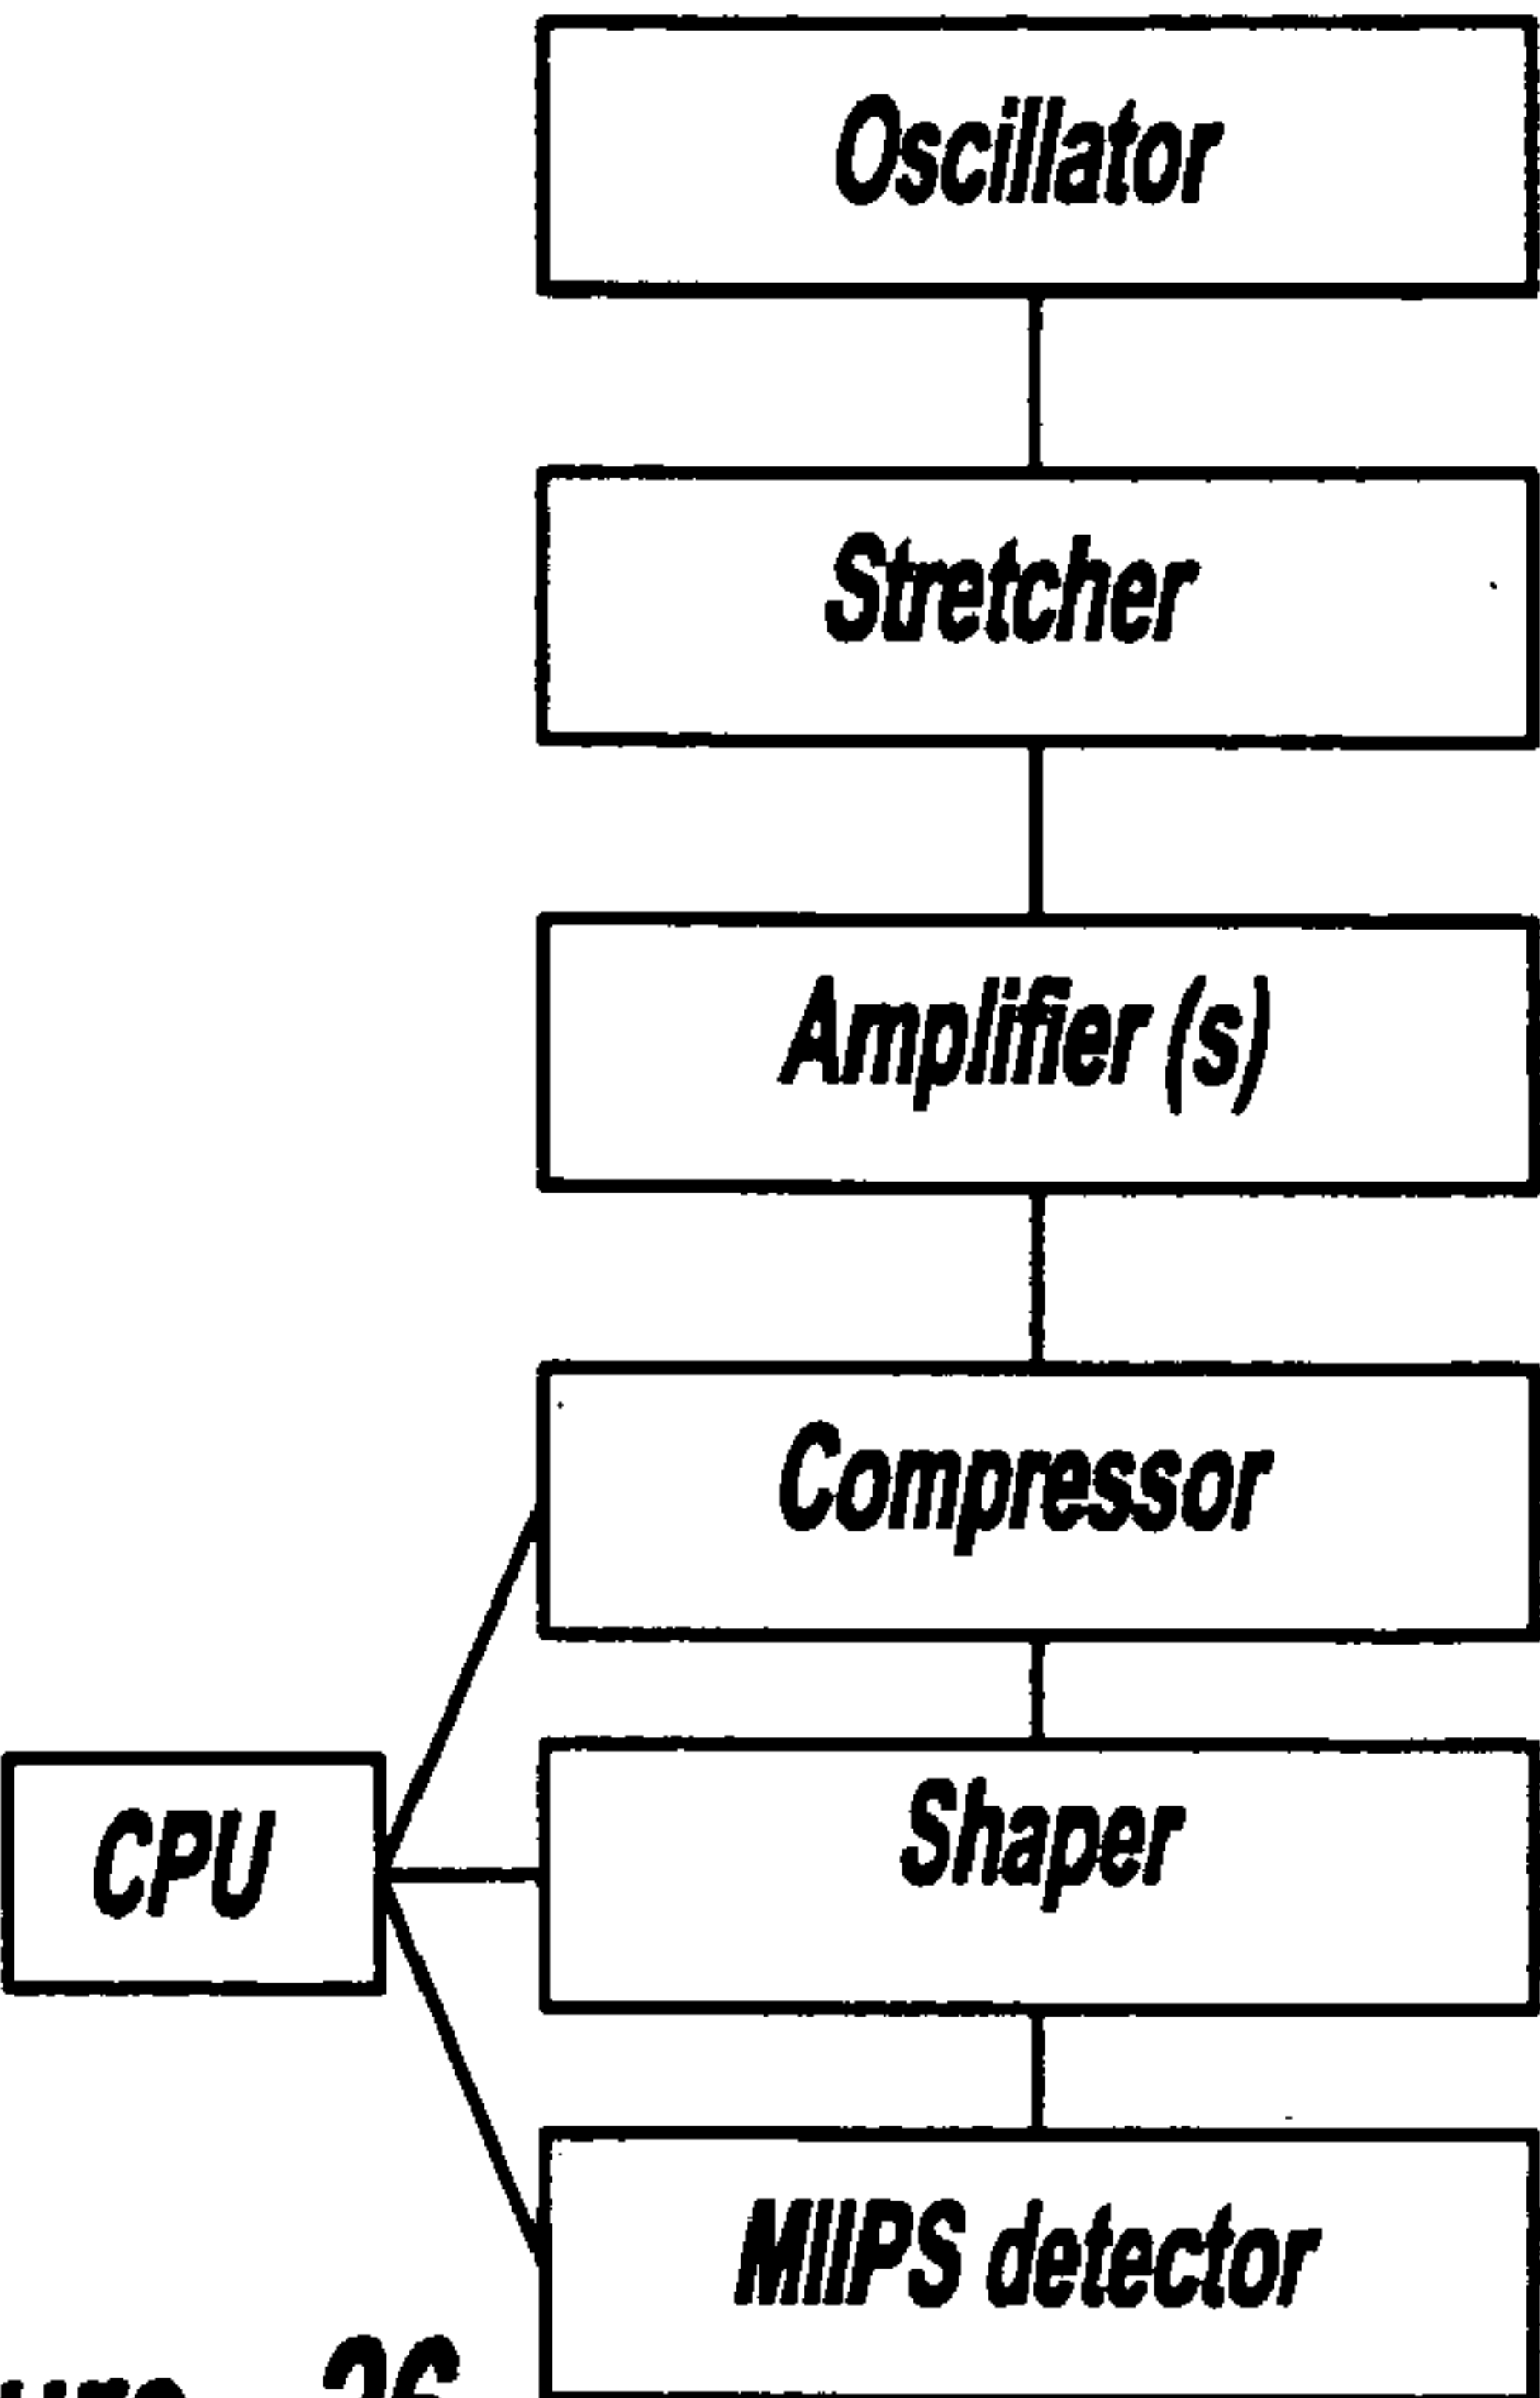 Oscillator
Stretcher
Amplifier (s)
Compressor
Shaper
CPU
MIIPS detector